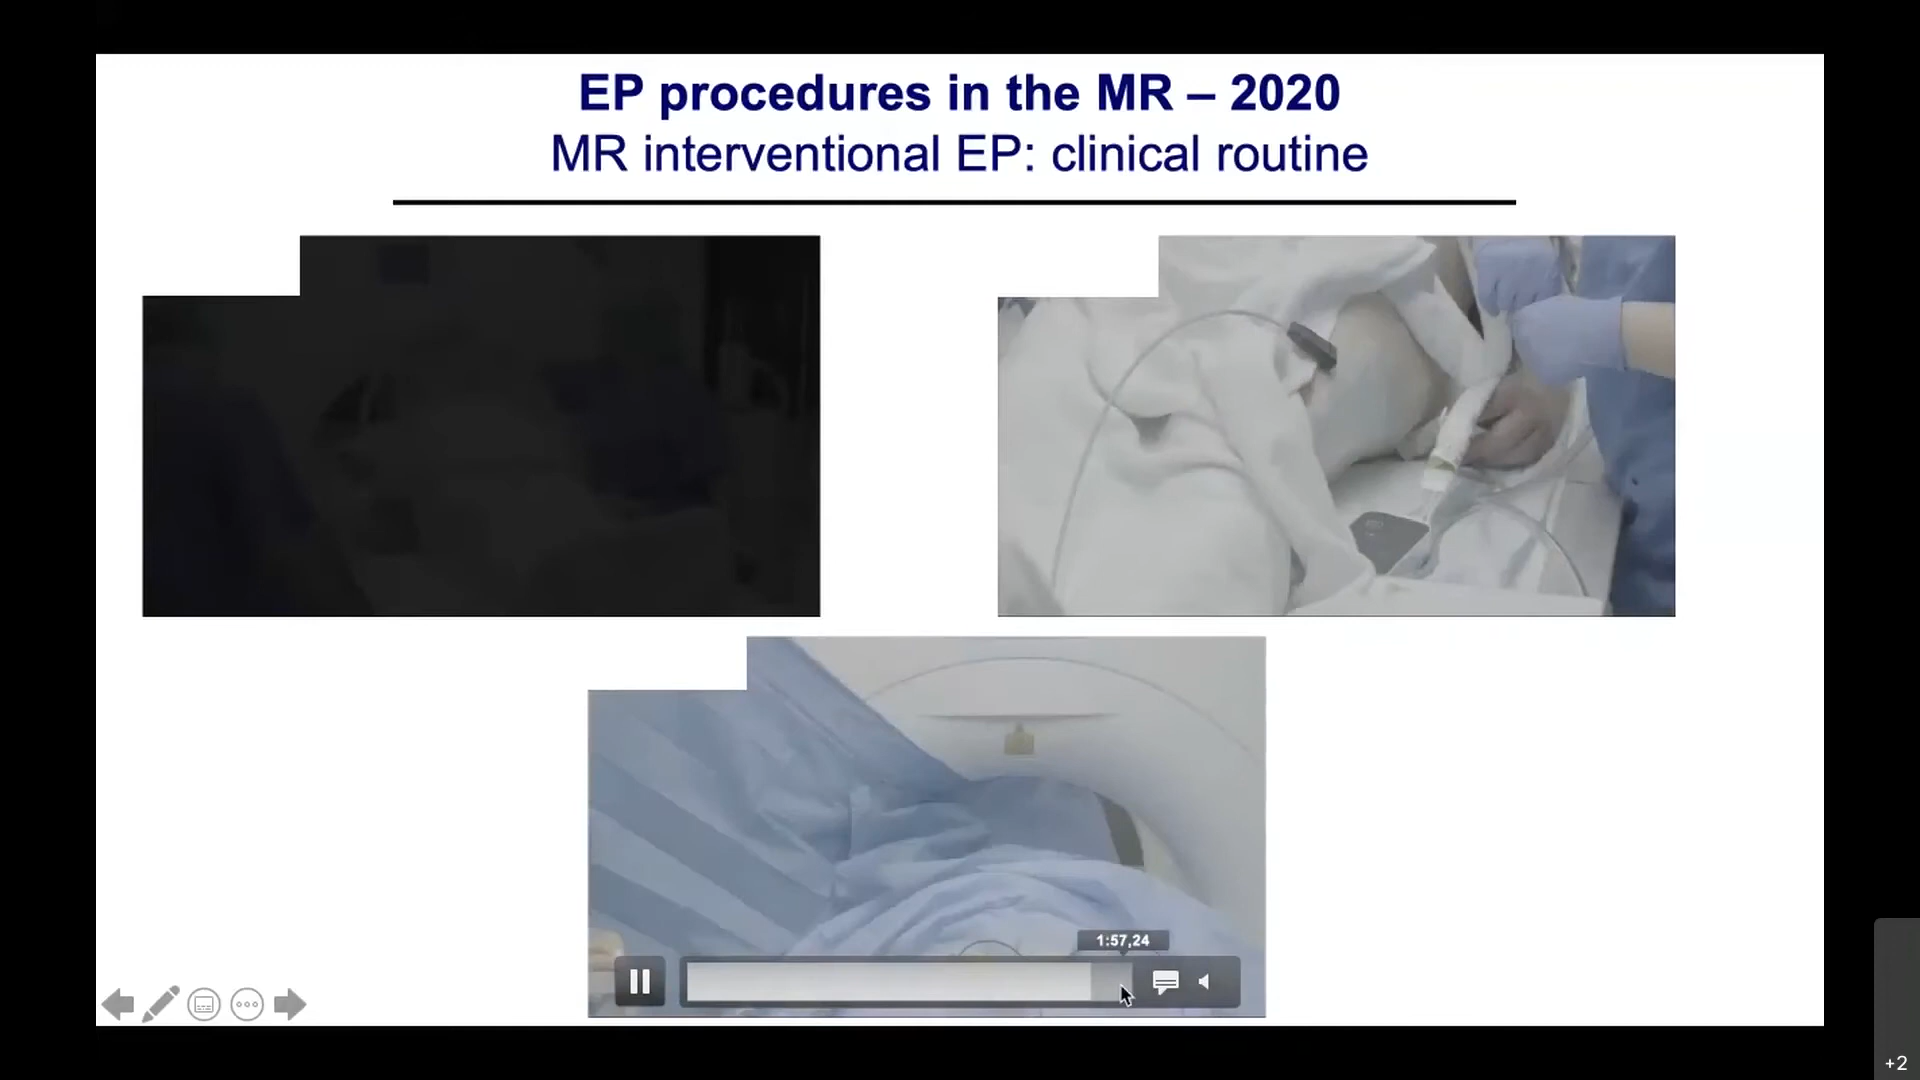 EP procedures in the MR – 2020
MR interventional EP: clinical routine
1:57,24
+2